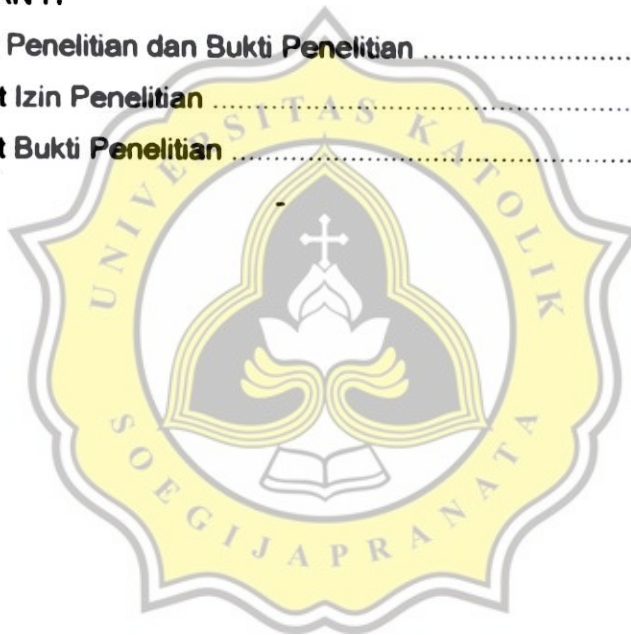 Penelitian dan Bukti Penelitian ........................
t Izin Penelitian ................................................
t Bukti Penelitian .............................................
UNIVERSITAS KATOLIK
SOEGIJAPRANATA